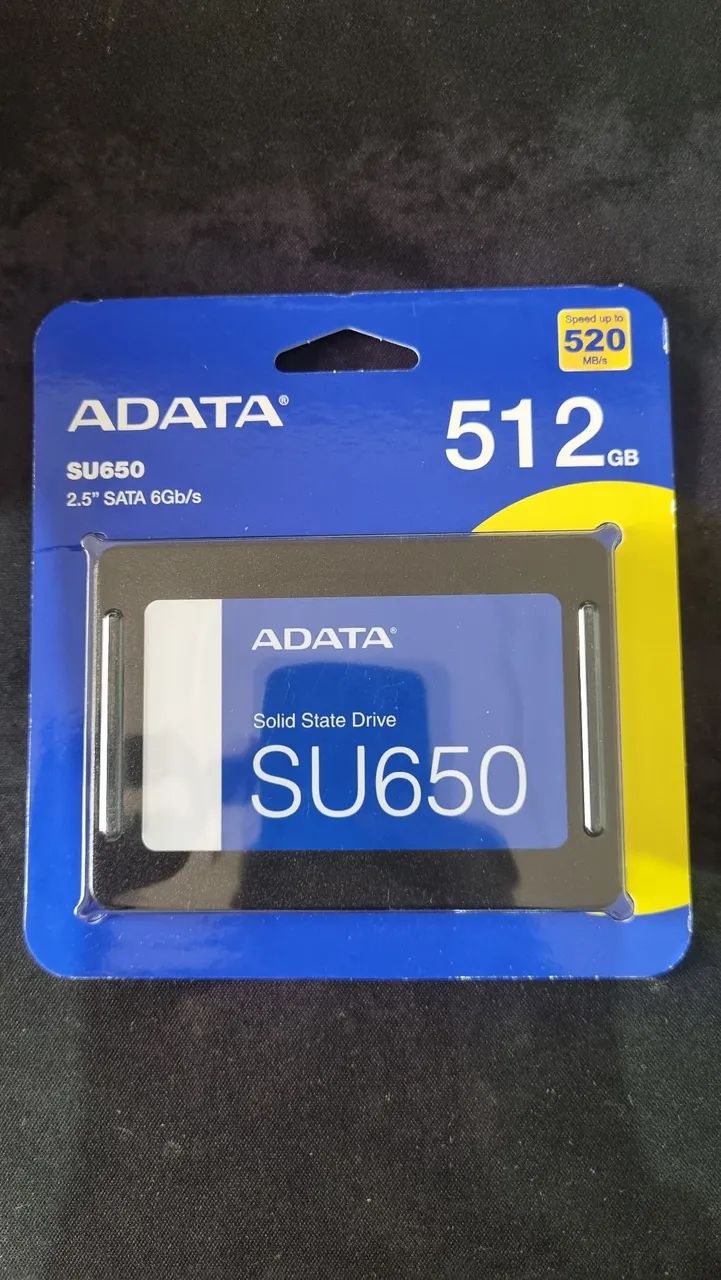 Speed up to
520
MB/s
ADATA®
512GB
SU650
2.5" SATA 6Gb/s
ADATA®
Solid State Drive
SU650